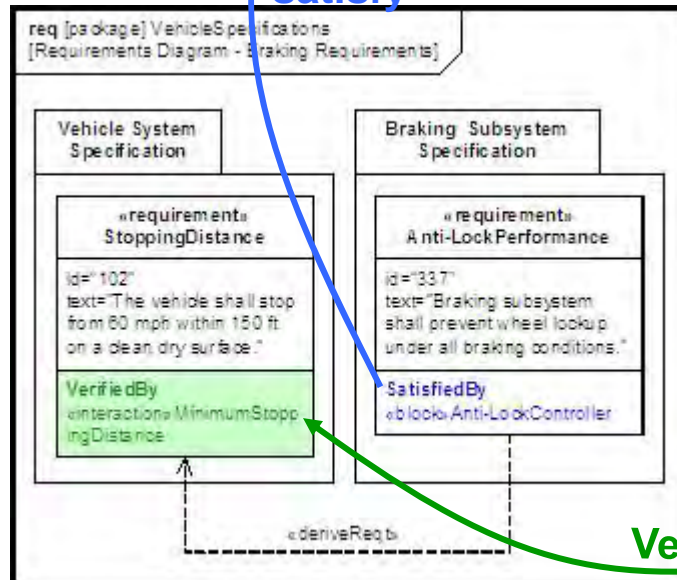 satisfy
req [package] VehicleSpecifications
[Requirements Diagram - Braking Requirements]
Vehicle System
Specification
Braking Subsystem
Specification
«requirement»
StoppingDistance
id="102"
text="The vehicle shall stop
from 60 mph within 150 ft
on a clean dry surface."
VerifiedBy
«interaction» MinimumStopp
ingDistance
«requirement»
Anti-LockPerformance
id="337"
text="Braking subsystem
shall prevent wheel lockup
under all braking conditions."
SatisfiedBy
«block» Anti-LockController
«deriveReqt»
Ve